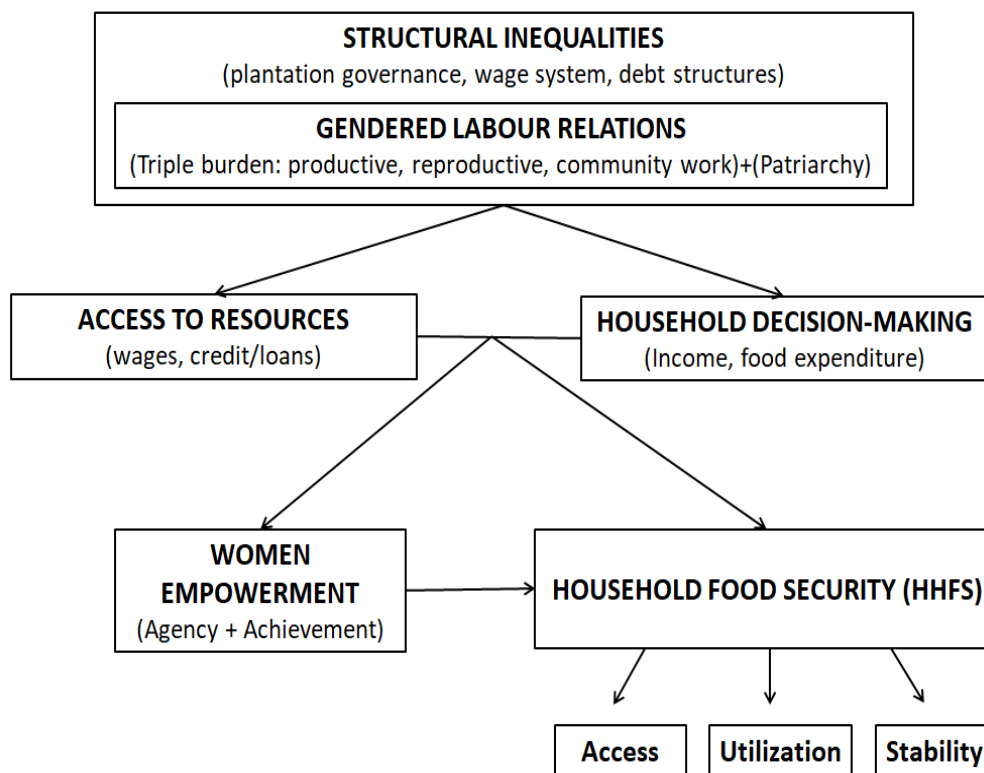 STRUCTURAL INEQUALITIES
(plantation governance, wage system, debt structures)
GENDERED LABOUR RELATIONS
(Triple burden: productive, reproductive, community work)+(Patriarchy)
ACCESS TO RESOURCES
(wages, credit/loans)
HOUSEHOLD DECISION-MAKING
(Income, food expenditure)
WOMEN
EMPOWERMENT
(Agency + Achievement)
HOUSEHOLD FOOD SECURITY (HHFS)
Access
Utilization
Stability